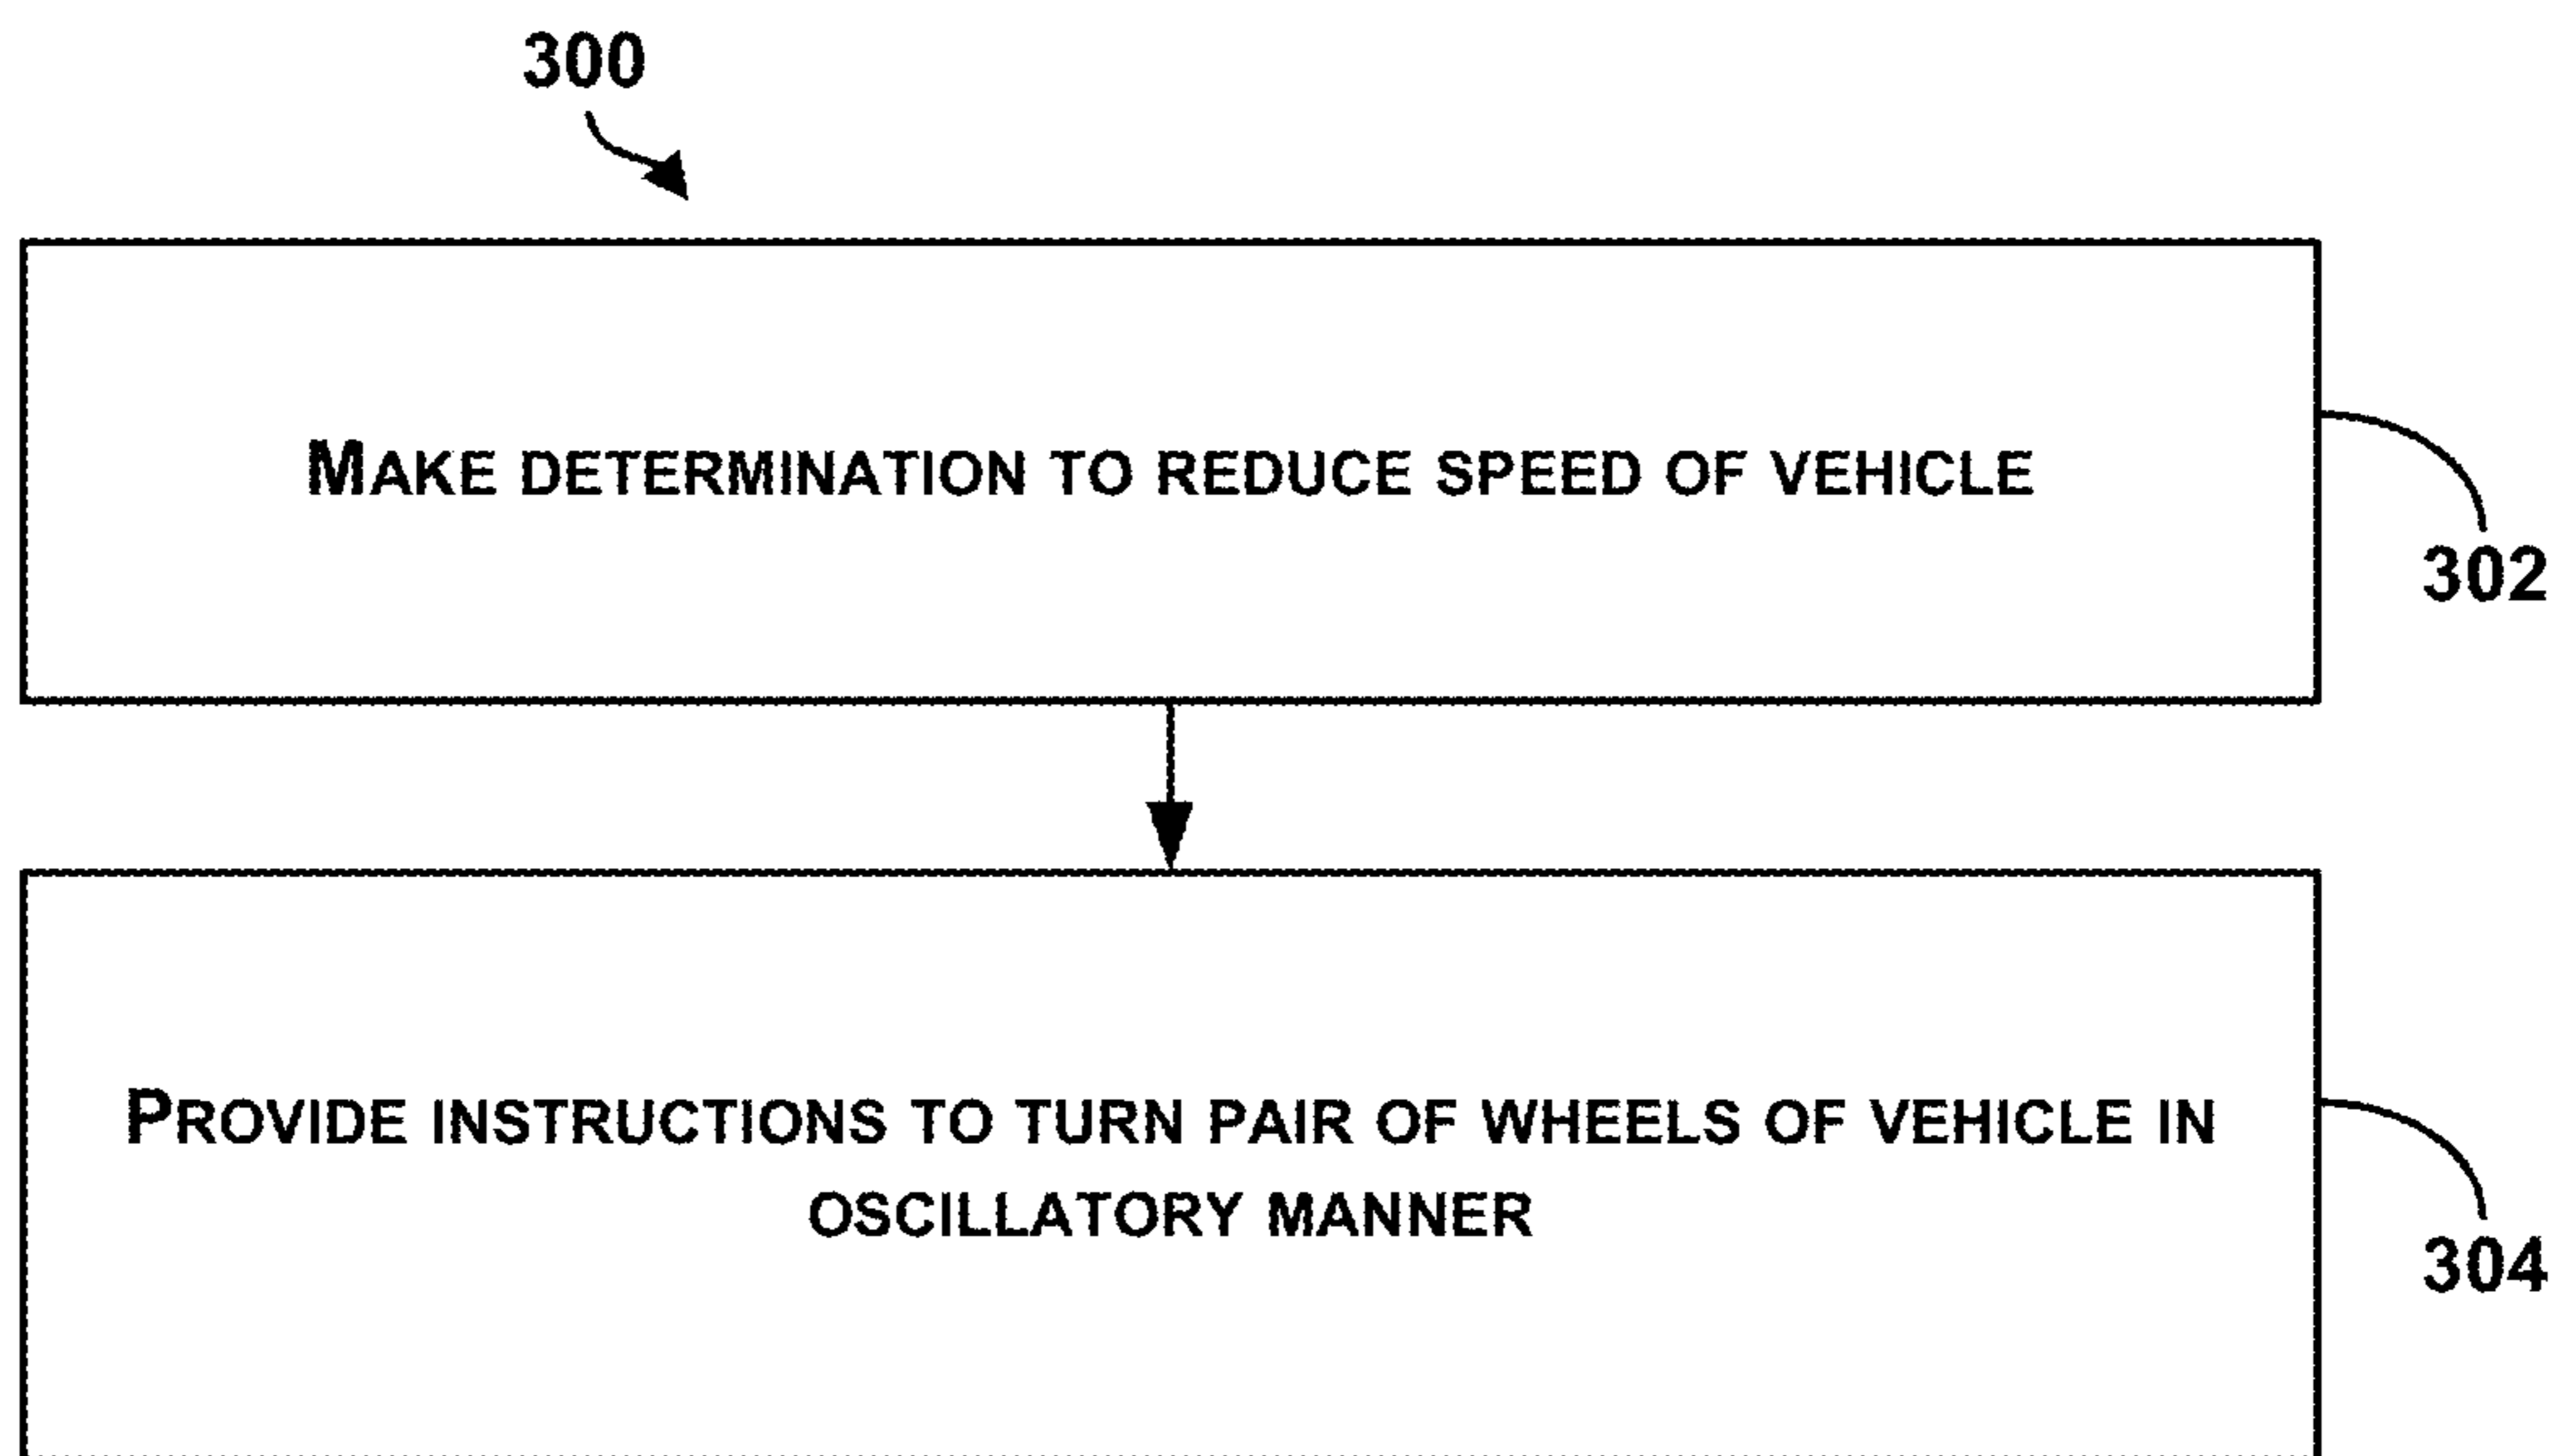 300
MAKE DETERMINATION TO REDUCE SPEED OF VEHICLE
302
PROVIDE INSTRUCTIONS TO TURN PAIR OF WHEELS OF VEHICLE IN
OSCILLATORY MANNER
304